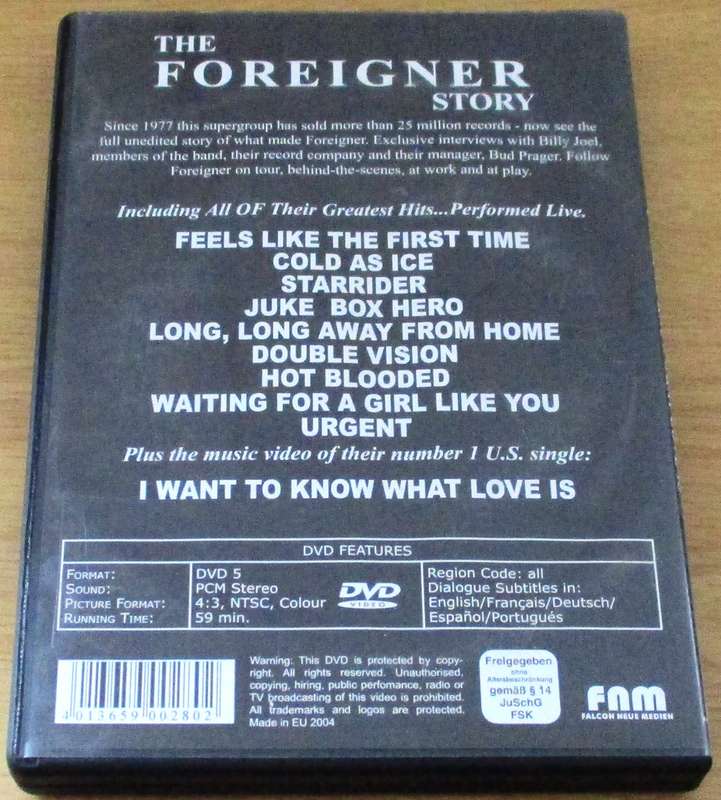 THE
FOREIGNER
STORY
Since 1977 this supergroup has sold more than 25 million records - now see the
full unedited story of what made Foreigner. Exclusive interviews with Billy Joel,
members of the band, their record company and their manager, Bud Prager. Follow
Foreigner on tour, behind-the-scenes, at work and at play.
Including All OF Their Greatest Hits...Performed Live.
FEELS LIKE THE FIRST TIME
COLD AS ICE
STARRIDER
JUKE BOX HERO
LONG, LONG AWAY FROM HOME
DOUBLE VISION
HOT BLOODED
WAITING FOR A GIRL LIKE YOU
URGENT
Plus the music video of their number 1 U.S. single:
I WANT TO KNOW WHAT LOVE IS
DVD FEATURES
FORMAT: DVD 5
SOUND: PCM Stereo
PICTURE FORMAT: 4:3, NTSC, Colour
RUNNING TIME: 59 min.
DVD
VIDEO
Region Code: all
Dialogue Subtitles in:
English/Français/Deutsch/
Español/Português
4 013659 002802
Warning: This DVD is protected by copy-
right. All rights reserved. Unauthorised,
copying, hiring, public perfomance, radio or
TV broadcasting of this video is prohibited.
All trademarks and logos are protected.
Made in EU 2004
Freigegeben
ohne
Altersbeschränkung
gemäß § 14
JuSchG
FSK
FNM
FALCON NEUE MEDIEN